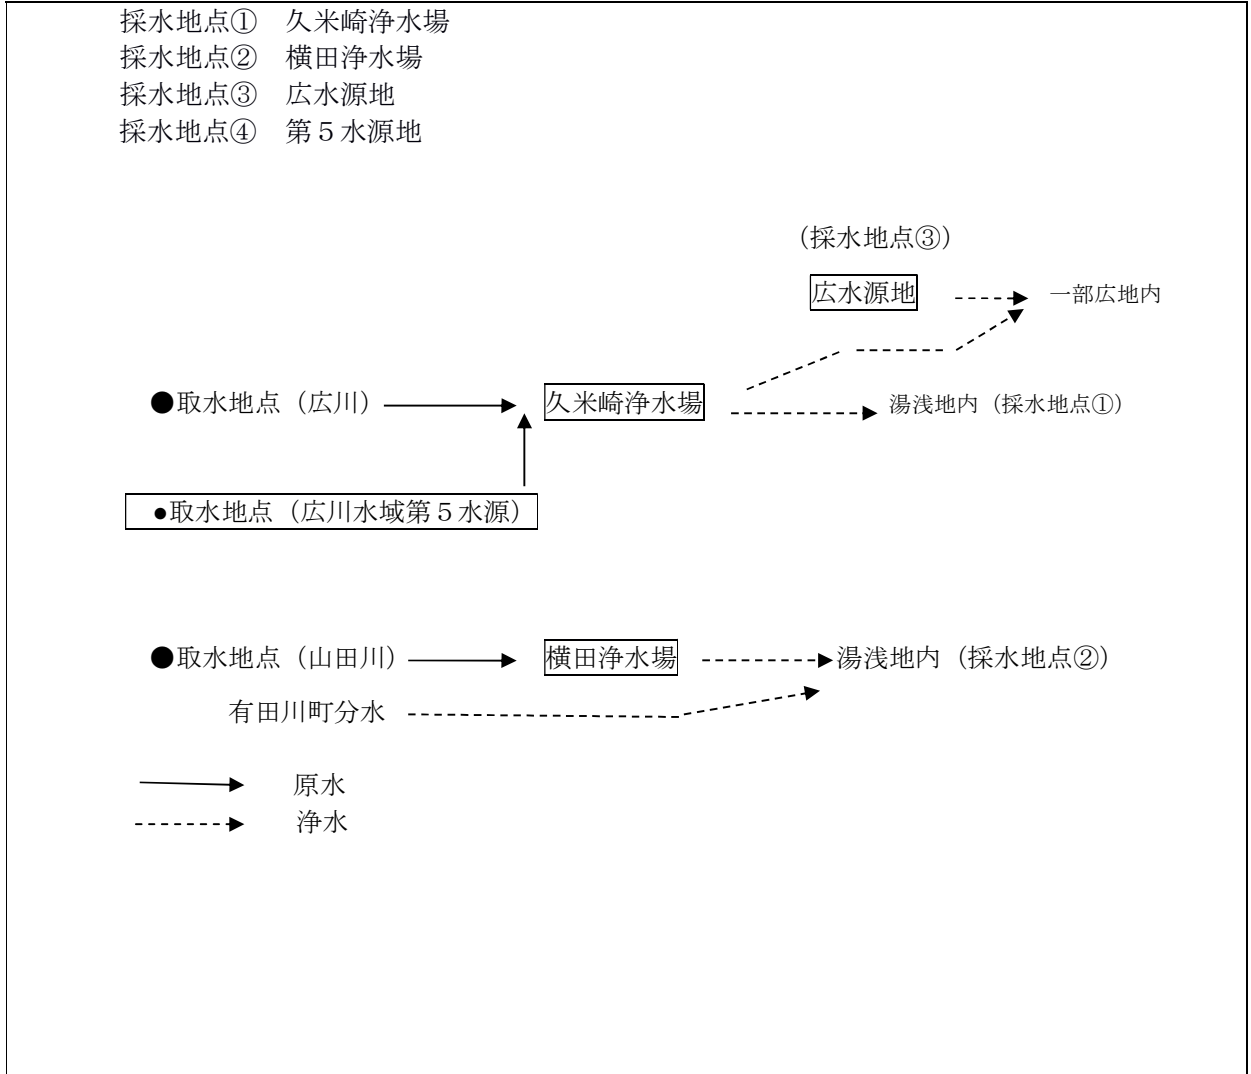 採水地点①　久米崎浄水場
採水地点②　横田浄水場
採水地点③　広水源地
採水地点④　第５水源地
（採水地点③）
広水源地　一部広地内
●取水地点（広川）　久米崎浄水場　湯浅地内（採水地点①）
●取水地点（広川水域第５水源）
●取水地点（山田川）　横田浄水場　湯浅地内（採水地点②）
有田川町分水
原水
浄水